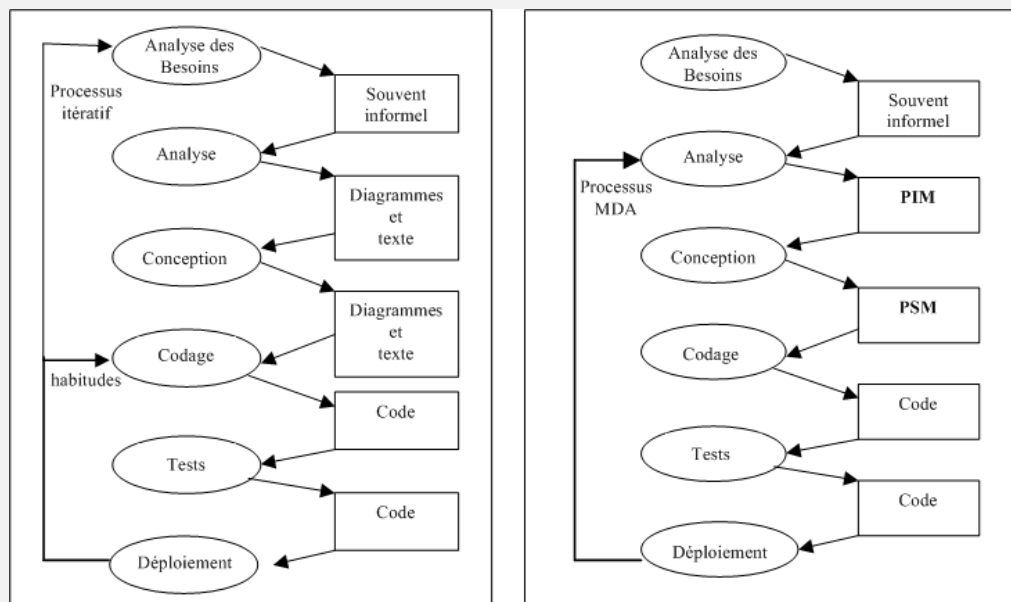 Analyse des
Besoins
Processus
itératif
Souvent
informel
Analyse
Diagrammes
et
texte
Conception
Diagrammes
et
texte
Codage
habitudes
Code
Tests
Code
Déploiement
Analyse des
Besoins
Souvent
informel
Analyse
Processus
MDA
PIM
Conception
PSM
Codage
Code
Tests
Code
Déploiement